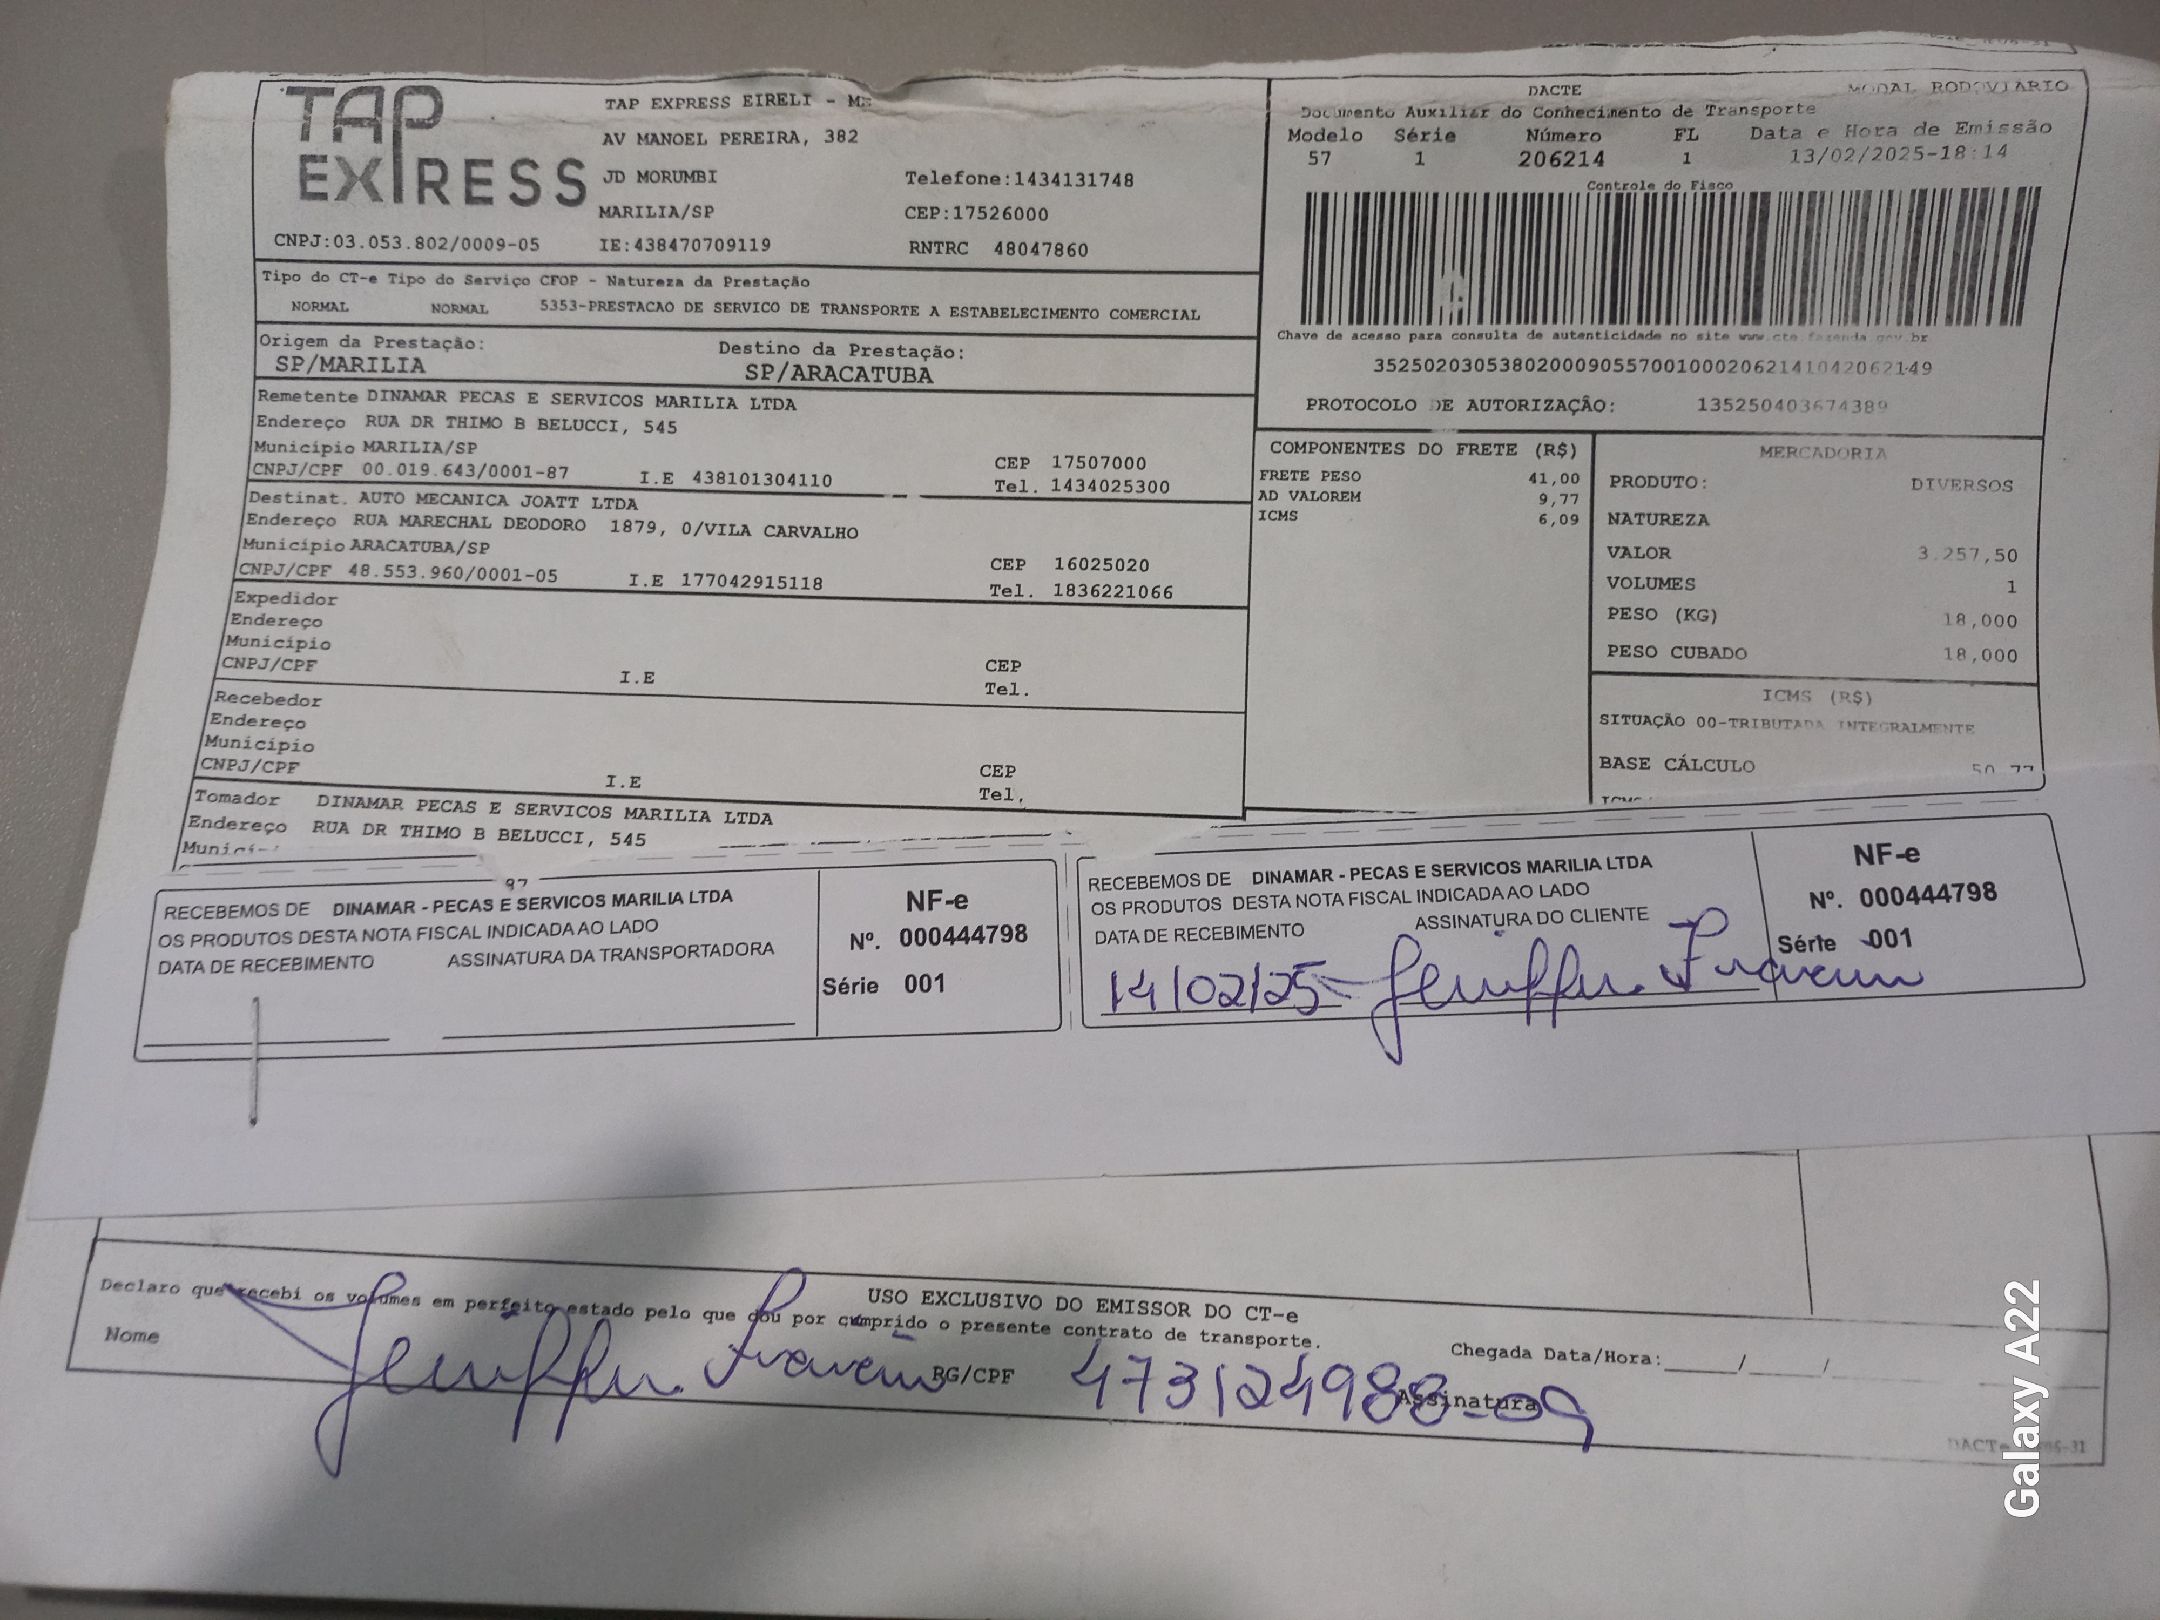 TAP EXPRESS
TAP EXPRESS EIRELI - ME
AV MANOEL PEREIRA, 382
JD MORUMBI Telefone:1434131748
MARILIA/SP CEP:17526000
CNPJ:03.053.802/0009-05 IE:438470709119 RNTRC 48047860
DACTE MODAL RODOVIARIO
Documento Auxiliar do Conhecimento de Transporte
Modelo Série Número FL Data e Hora de Emissão
57 1 206214 1 13/02/2025-18:14
Controle do Fisco
Chave de acesso para consulta de autenticidade no site www.cte.fazenda.gov.br
35250203053802000905570010002062141042062149
PROTOCOLO DE AUTORIZAÇÃO: 135250403674389
Tipo do CT-e Tipo do Serviço CFOP - Natureza da Prestação
NORMAL NORMAL 5353-PRESTACAO DE SERVICO DE TRANSPORTE A ESTABELECIMENTO COMERCIAL
Origem da Prestação: Destino da Prestação:
SP/MARILIA SP/ARACATUBA
Remetente DINAMAR PECAS E SERVICOS MARILIA LTDA
Endereço RUA DR THIMO B BELUCCI, 545
Município MARILIA/SP CEP 17507000
CNPJ/CPF 00.019.643/0001-87 I.E 438101304110 Tel. 1434025300
Destinat. AUTO MECANICA JOATT LTDA
Endereço RUA MARECHAL DEODORO 1879, 0/VILA CARVALHO
Município ARACATUBA/SP CEP 16025020
CNPJ/CPF 48.553.960/0001-05 I.E 177042915118 Tel. 1836221066
Expedidor
Endereço
Município CEP
CNPJ/CPF I.E Tel.
Recebedor
Endereço
Município CEP
CNPJ/CPF I.E Tel.
Tomador DINAMAR PECAS E SERVICOS MARILIA LTDA
Endereço RUA DR THIMO B BELUCCI, 545
COMPONENTES DO FRETE (R$)
FRETE PESO 41,00
AD VALOREM 9,77
ICMS 6,09
MERCADORIA
PRODUTO: DIVERSOS
NATUREZA
VALOR 3.257,50
VOLUMES 1
PESO (KG) 18,000
PESO CUBADO 18,000
ICMS (R$)
SITUAÇÃO 00-TRIBUTADA INTEGRALMENTE
BASE CÁLCULO 50,77
RECEBEMOS DE DINAMAR - PECAS E SERVICOS MARILIA LTDA
OS PRODUTOS DESTA NOTA FISCAL INDICADA AO LADO
DATA DE RECEBIMENTO ASSINATURA DA TRANSPORTADORA
NF-e
Nº. 000444798
Série 001
RECEBEMOS DE DINAMAR - PECAS E SERVICOS MARILIA LTDA
OS PRODUTOS DESTA NOTA FISCAL INDICADA AO LADO
DATA DE RECEBIMENTO ASSINATURA DO CLIENTE
14/02/25
NF-e
Nº. 000444798
Série 001
USO EXCLUSIVO DO EMISSOR DO CT-e
Declaro que recebi os volumes em perfeito estado pelo que dou por cumprido o presente contrato de transporte.
Nome RG/CPF 473124988-09 Assinatura
Chegada Data/Hora:____/____/____
Galaxy A22